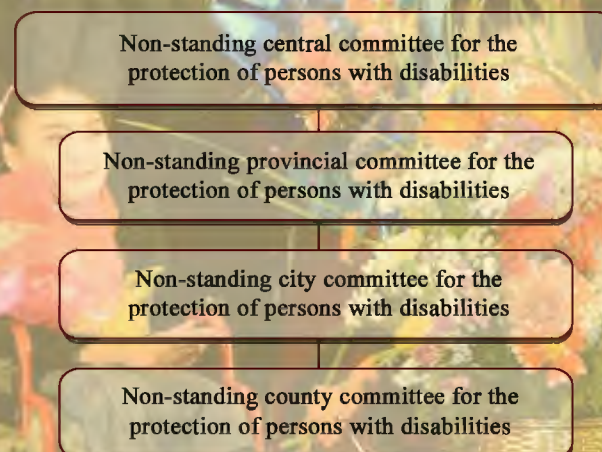 Non-standing central committee for the
protection of persons with disabilities
Non-standing provincial committee for the
protection of persons with disabilities
Non-standing city committee for the
protection of persons with disabilities
Non-standing county committee for the
protection of persons with disabilities